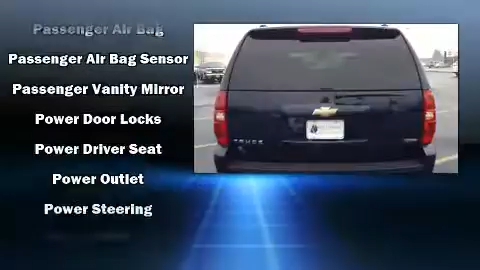 Passenger Air Bag
Passenger Air Bag Sensor
Passenger Vanity Mirror
Power Door Locks
Power Driver Seat
Power Outlet
Power Steering